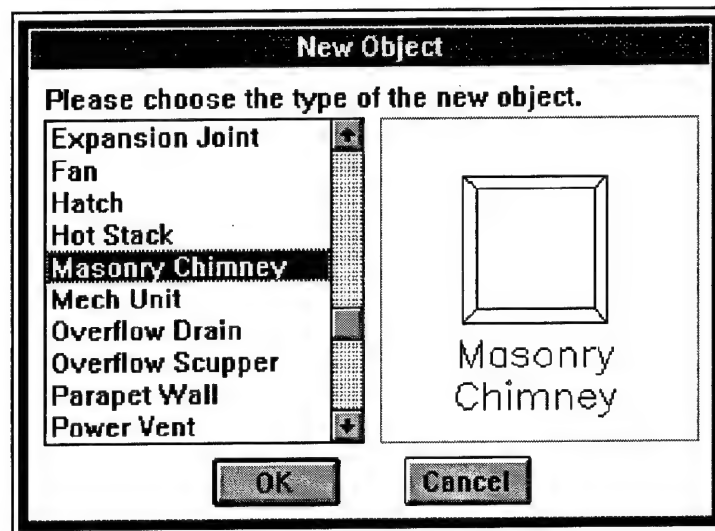 New Object
Please choose the type of the new object.
Expansion Joint
Fan
Hatch
Hot Stack
Masonry Chimney
Mech Unit
Overflow Drain
Overflow Scupper
Parapet Wall
Power Vent
Masonry
Chimney
OK
Cancel